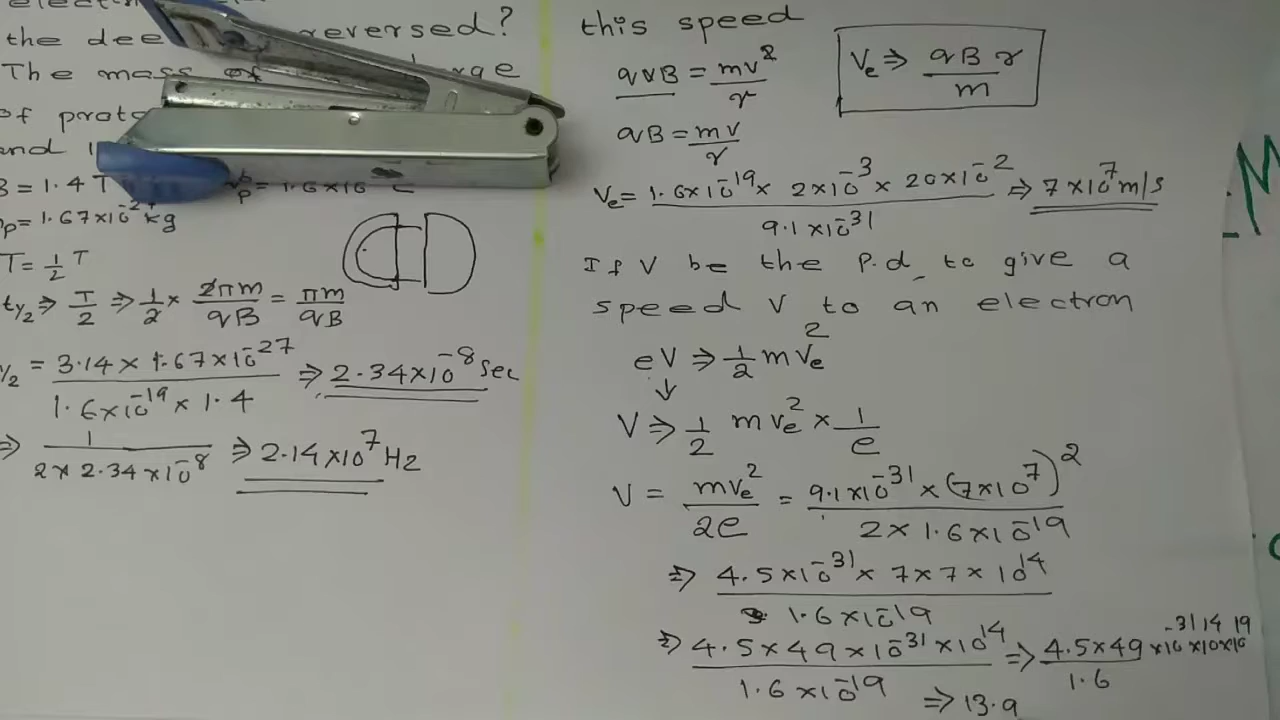 the dee reversed?
The mass of
of proto
and 1
B = 1.4 T = 1.6×10
p = 1.67×10⁻²⁷ kg
T = 1/2 T
t1/2 ⇒ T/2 ⇒ 1/2 × 2πm/qB = πm/qB
1/2 = 3.14 × 1.67×10⁻²⁷ / 1.6×10⁻¹⁹ × 1.4 ⇒ 2.34×10⁻⁸ Sec
⇒ 1 / 2 × 2.34×10⁻⁸ ⇒ 2.14×10⁷ Hz
this speed
qvB = mv²/r
Ve ⇒ qBr/m
qB = mv/r
Ve = 1.6×10⁻¹⁹ × 2×10⁻³ × 20×10⁻² / 9.1×10⁻³¹ ⇒ 7×10⁷ m/s
If V be the P.d to give a
speed V to an electron
eV ⇒ 1/2 mVe²
↓
V ⇒ 1/2 mve² × 1/e
V = mve²/2e = 9.1×10⁻³¹ × (7×10⁷)² / 2×1.6×10⁻¹⁹
⇒ 4.5×10⁻³¹ × 7×7×10¹⁴ / 1.6×10⁻¹⁹
⇒ 4.5×49×10⁻³¹×10¹⁴ / 1.6×10⁻¹⁹ ⇒ 4.5×49 ×10⁻³¹×10¹⁴×10¹⁹ / 1.6
⇒ 13.9